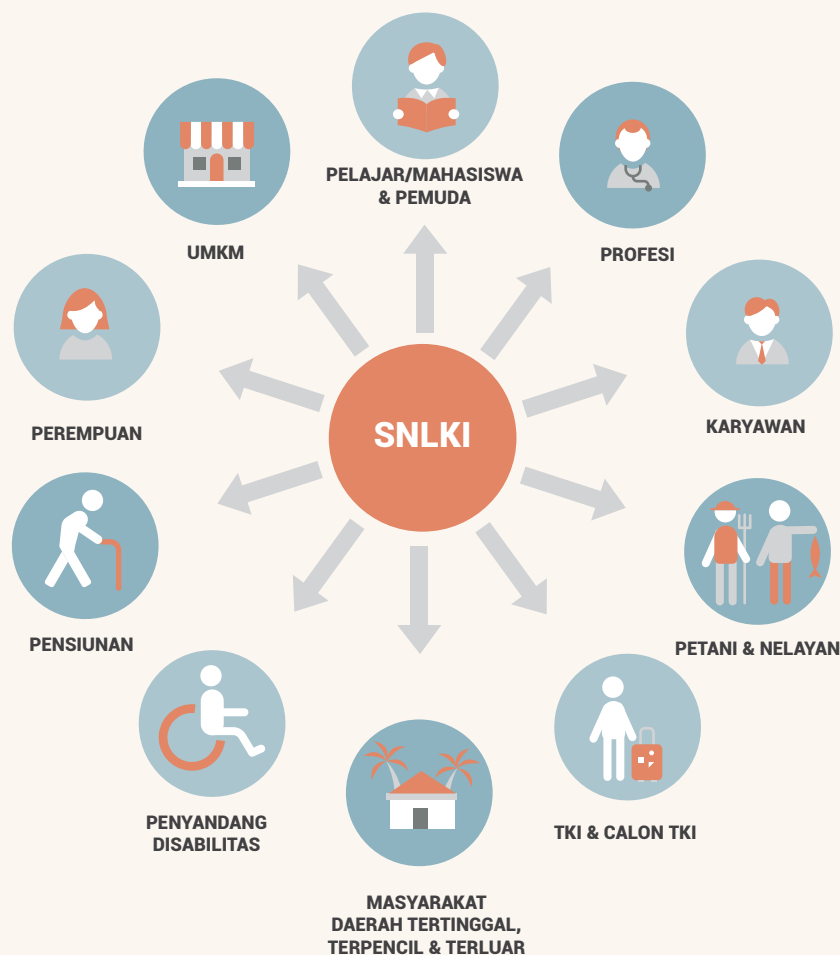 PELAJAR/MAHASISWA
& PEMUDA
UMKM
PROFESI
PEREMPUAN
KARYAWAN
SNLKI
PENSIUNAN
PETANI & NELAYAN
PENYANDANG
DISABILITAS
TKI & CALON TKI
MASYARAKAT
DAERAH TERTINGGAL,
TERPENCIL & TERLUAR